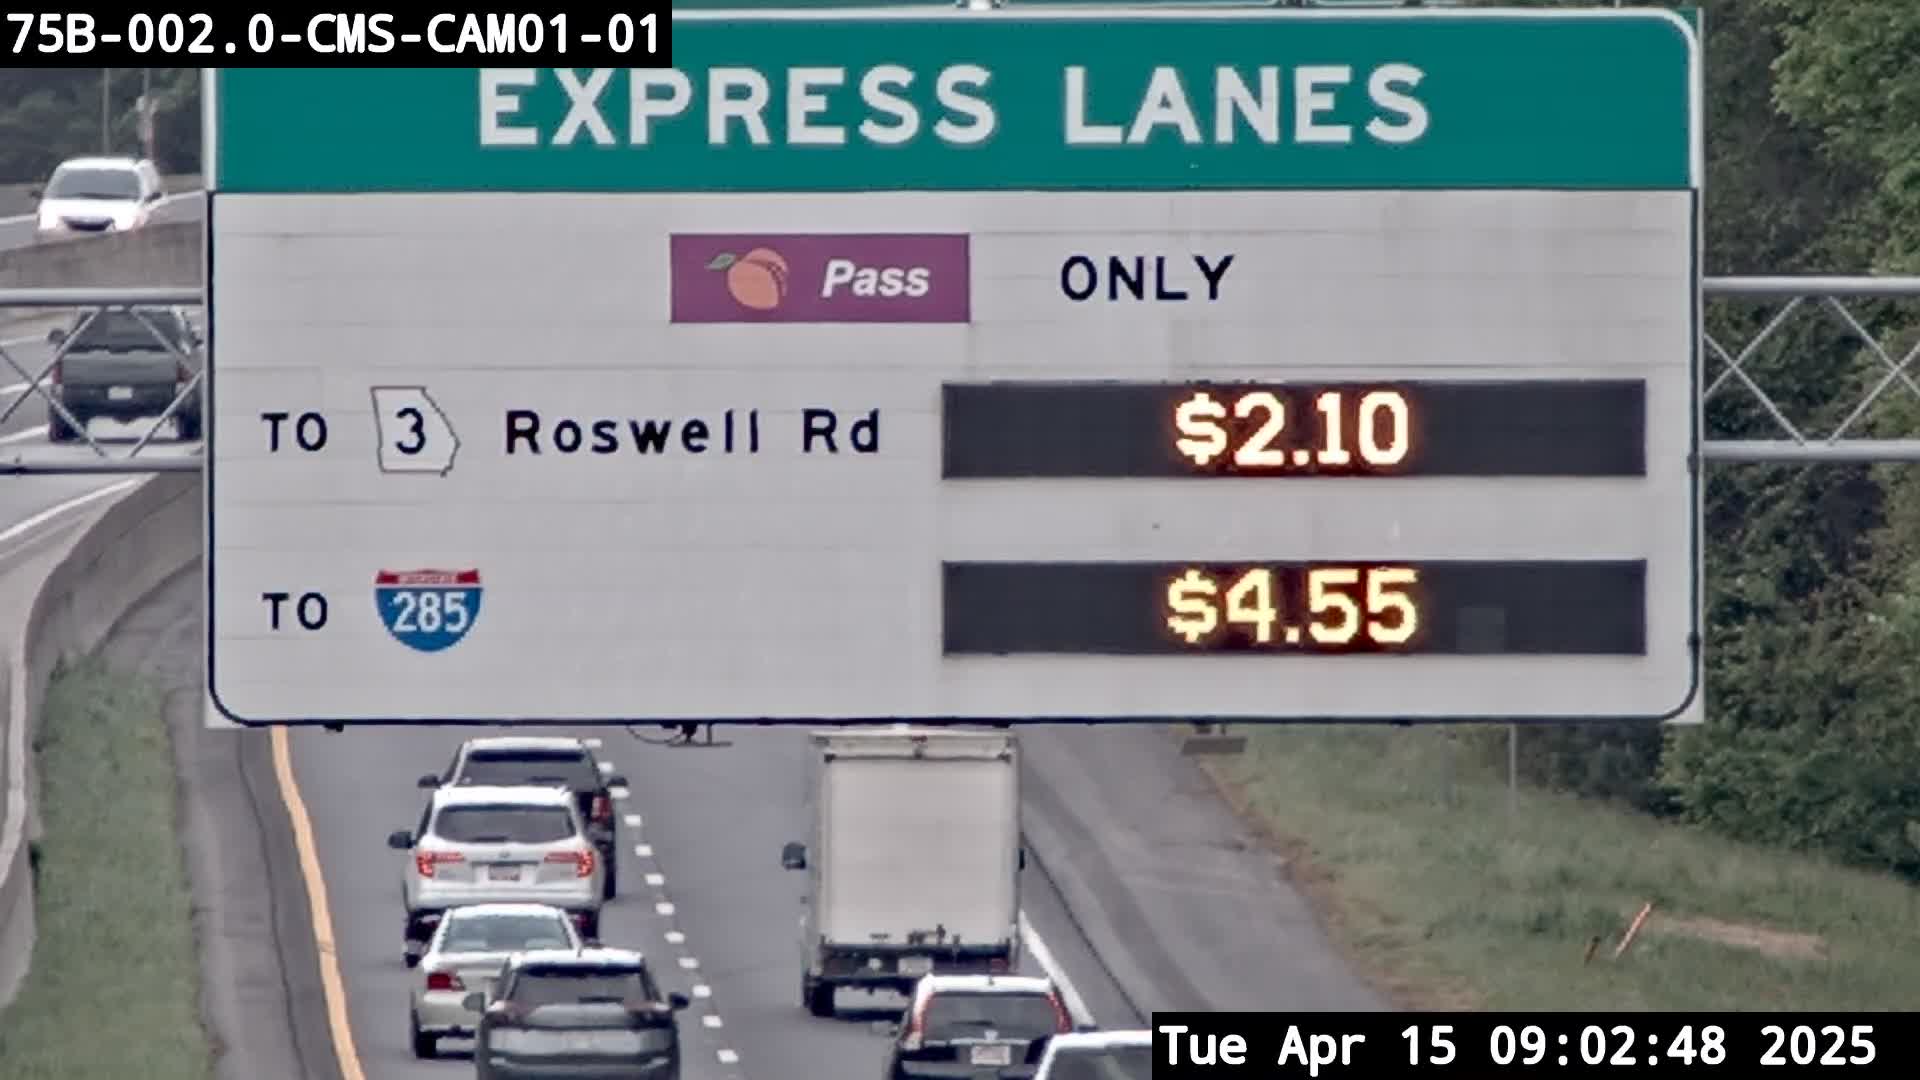 75B-002.0-CMS-CAM01-01
EXPRESS LANES
Pass ONLY
TO 3 Roswell Rd $2.10
TO 285 $4.55
Tue Apr 15 09:02:48 2025